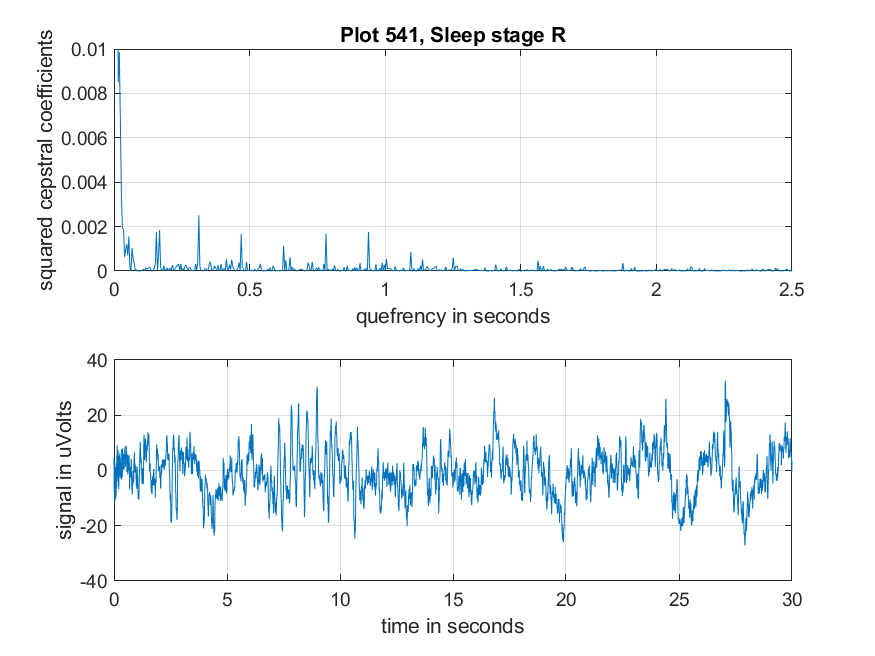 Plot 541, Sleep stage R
squared cepstral coefficients
0.01
0.008
0.006
0.004
0.002
0
0 0.5 1 1.5 2 2.5
quefrency in seconds
signal in uVolts
40
20
0
-20
-40
0 5 10 15 20 25 30
time in seconds